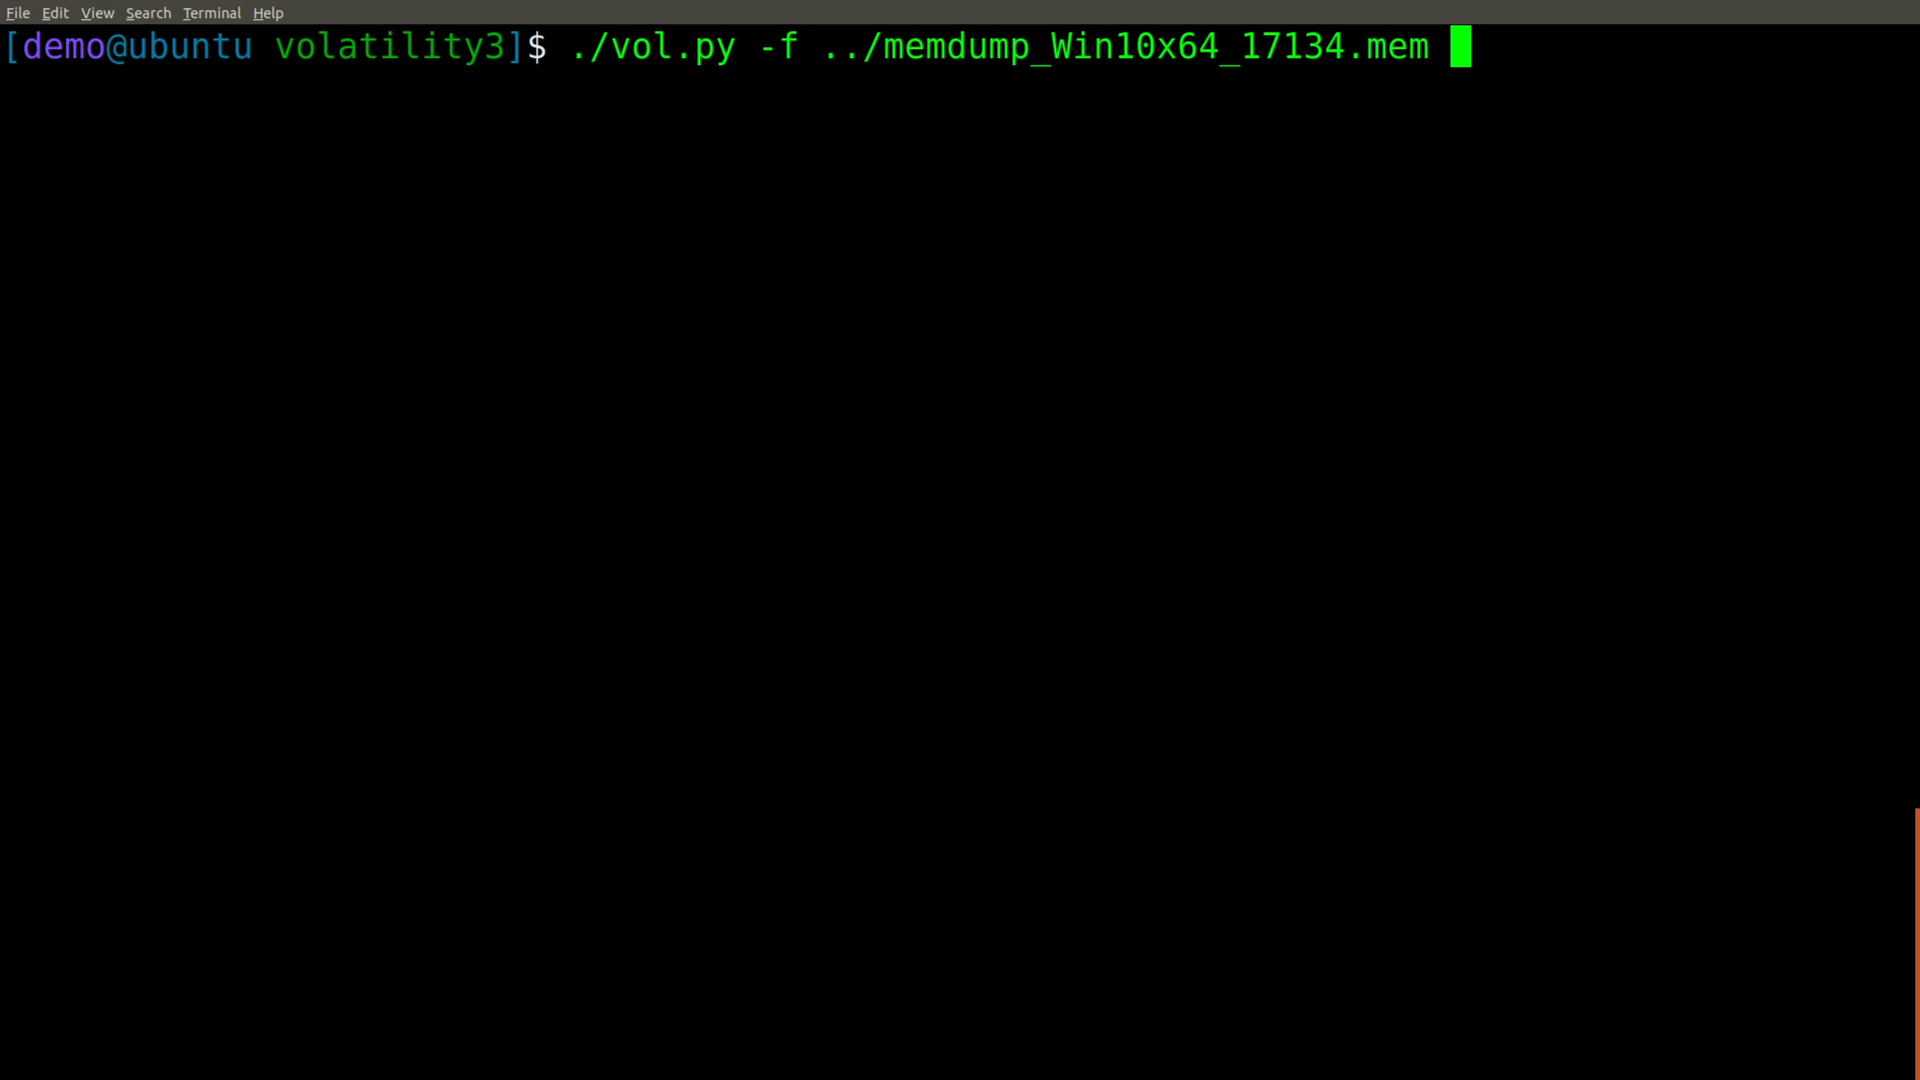 File Edit View Search Terminal Help
[demo@ubuntu volatility3]$ ./vol.py -f ../memdump_Win10x64_17134.mem